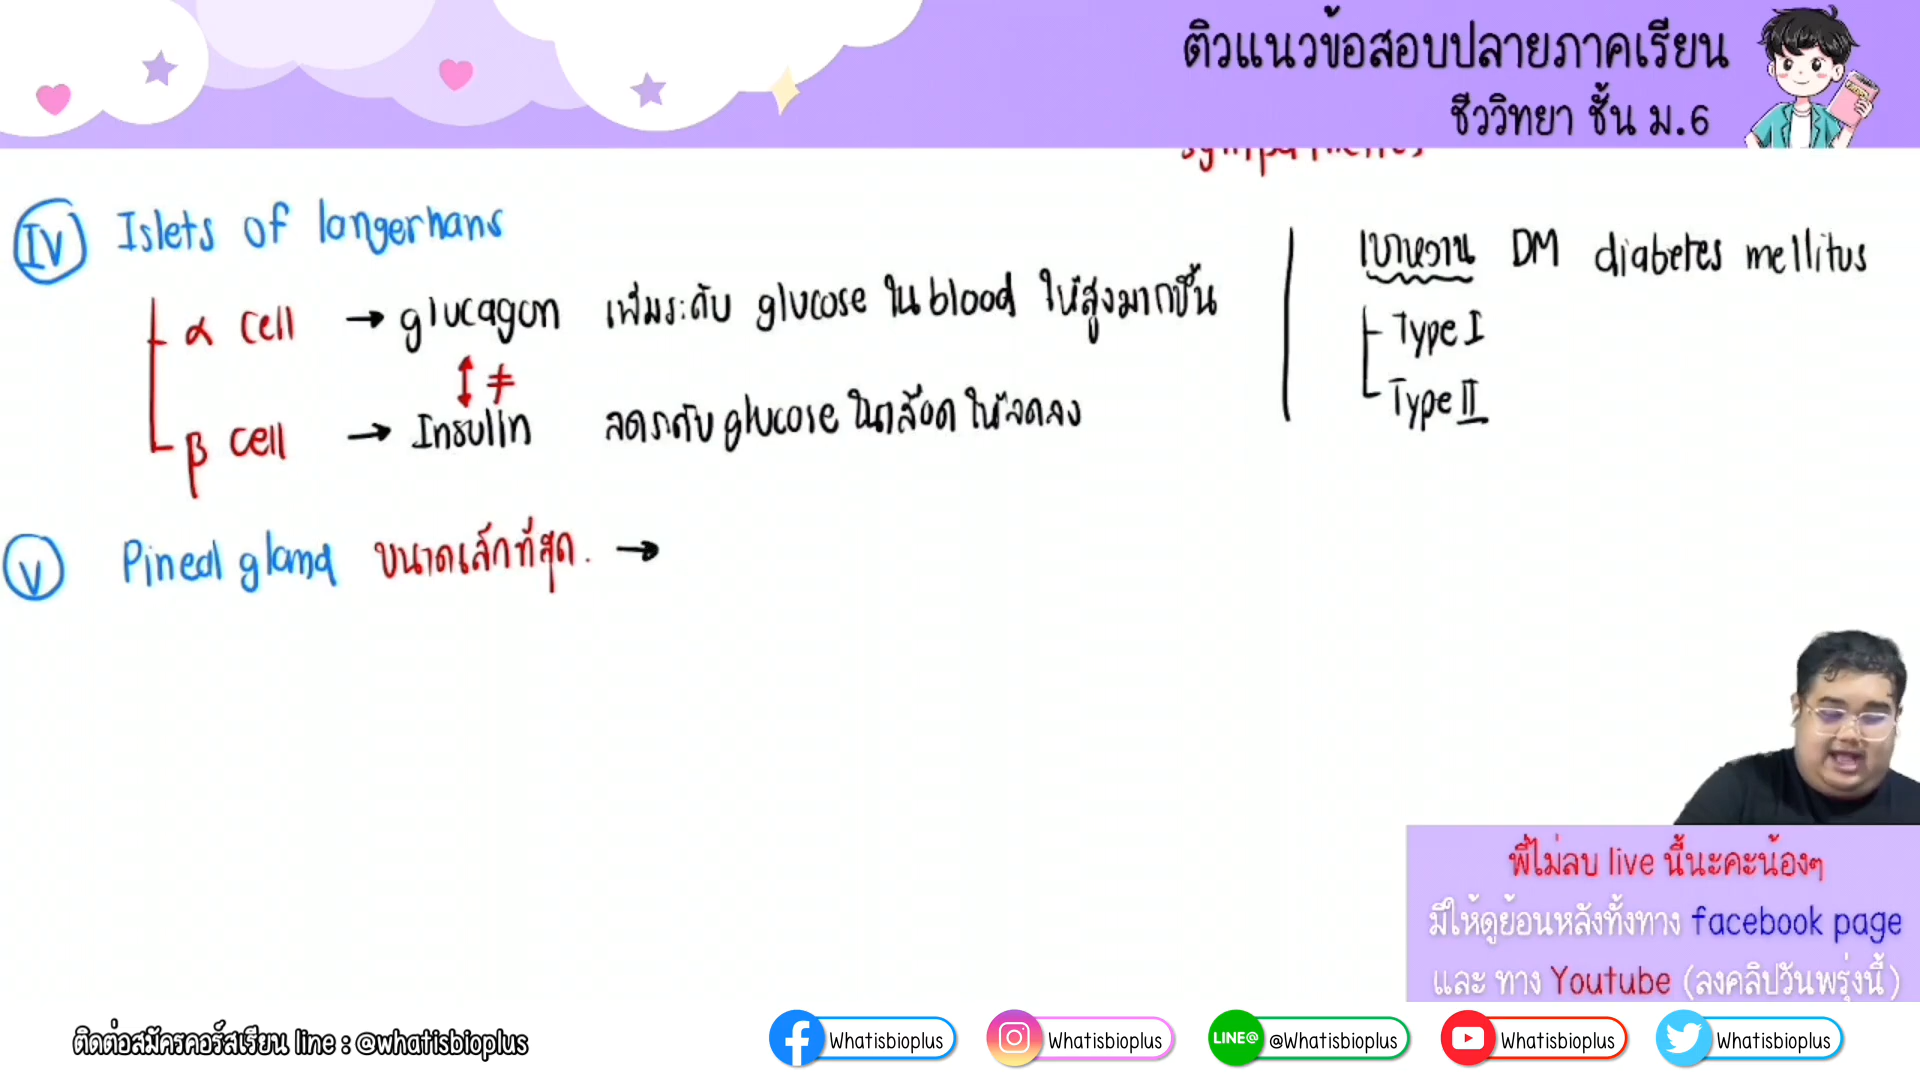 ติวแนวข้อสอบปลายภาคเรียน
ชีววิทยา ชั้น ม.6
IV Islets of langerhans
α cell → glucagon เพิ่มระดับ glucose ใน blood ให้สูงมากขึ้น
≠
β cell → Insulin ลดระดับ glucose ในเลือด ให้ลดลง
เบาหวาน DM diabetes mellitus
Type I
Type II
V Pineal gland ขนาดเล็กที่สุด. →
พี่ไม่ลบ live นี้นะคะน้องๆ
มีให้ดูย้อนหลังทั้งทาง facebook page
และ ทาง Youtube (ลงคลิปวันพรุ่งนี้)
ติดต่อสมัครคอร์สเรียน line : @whatisbioplus
Whatisbioplus
Whatisbioplus
LINE@ @Whatisbioplus
Whatisbioplus
Whatisbioplus